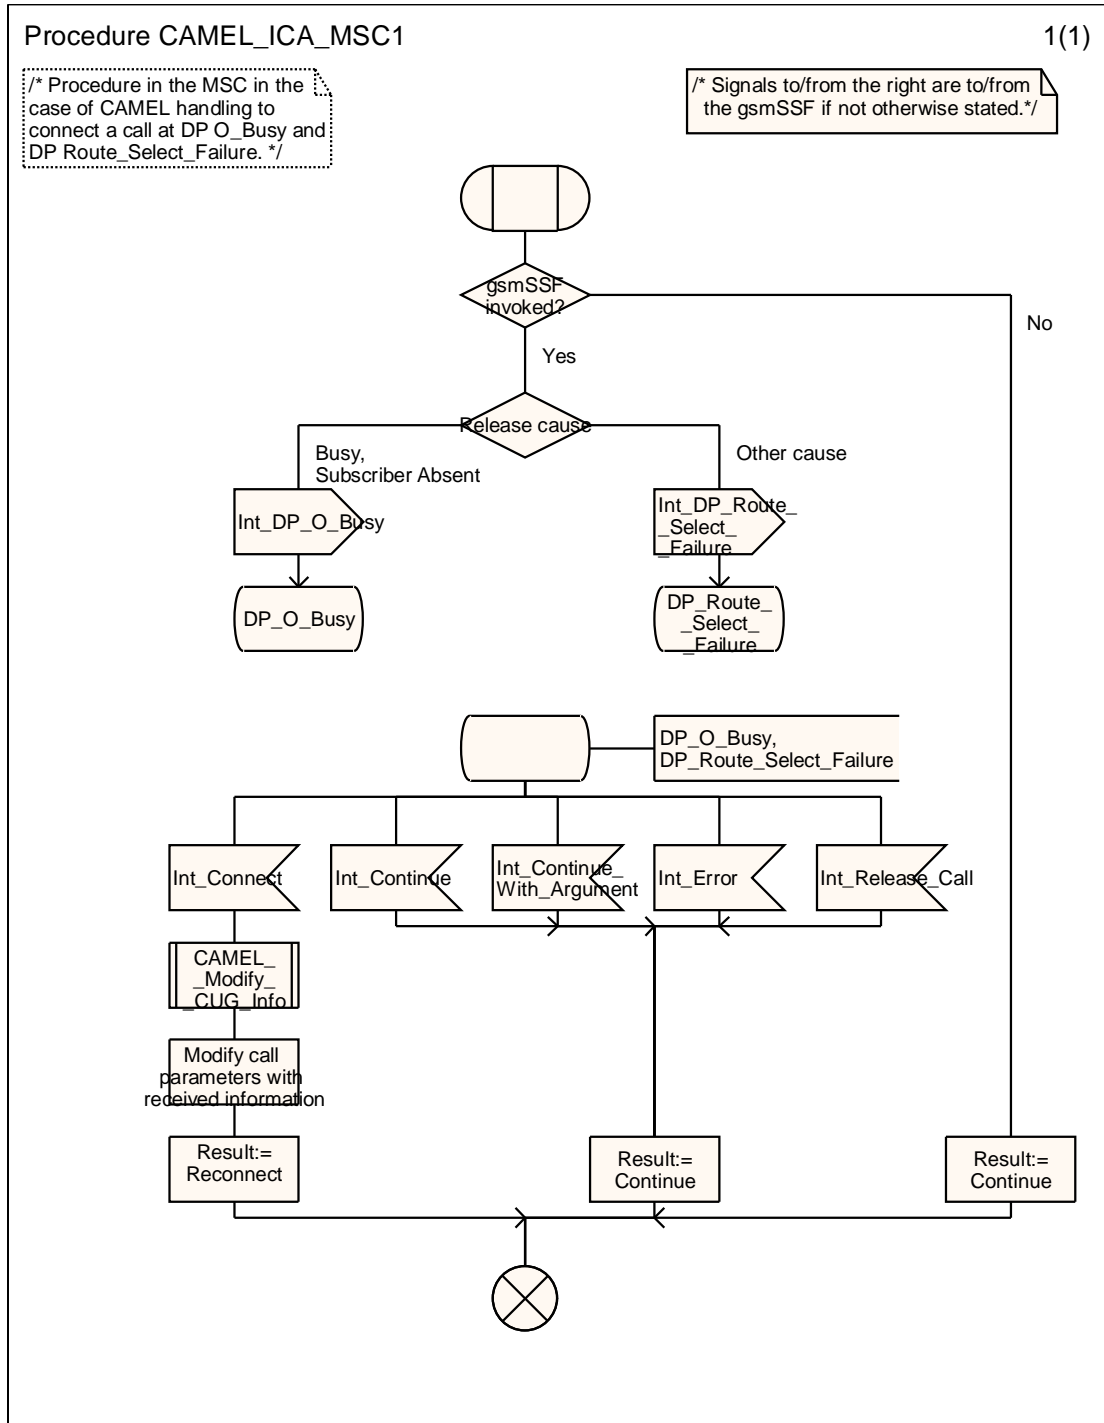 Procedure CAMEL_ICA_MSC1
1(1)
/* Procedure in the MSC in the
case of CAMEL handling to
connect a call at DP O_Busy and
DP Route_Select_Failure. */
/* Signals to/from the right are to/from
the gsmSSF if not otherwise stated.*/
gsmSSF
invoked?
No
Yes
Release cause
Busy,
Subscriber Absent
Other cause
Int_DP_O_Busy
Int_DP_Route_
_Select_
_Failure
DP_O_Busy
DP_Route_
_Select_
_Failure
DP_O_Busy,
DP_Route_Select_Failure
Int_Connect
Int_Continue
Int_Continue_
With_Argument
Int_Error
Int_Release_Call
CAMEL_
_Modify_
_CUG_Info
Modify call
parameters with
received information
Result:=
Reconnect
Result:=
Continue
Result:=
Continue